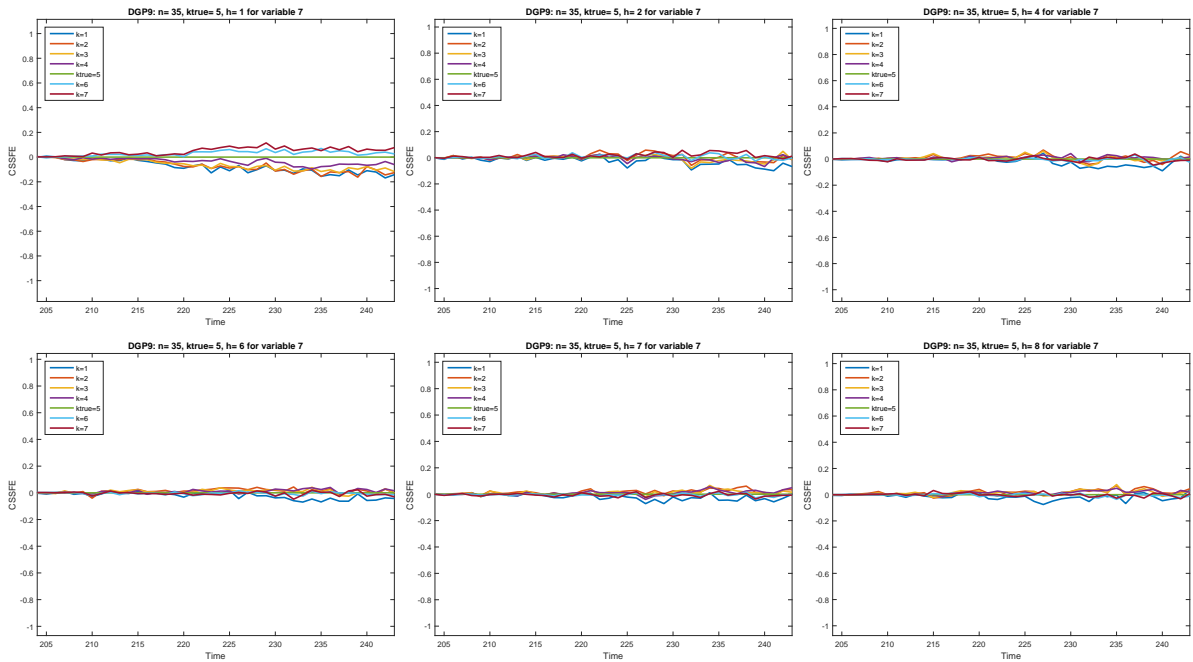 DGP9: n= 35, ktrue= 5, h= 1 for variable 7
1
0.8
0.6
0.4
0.2
0
-0.2
-0.4
-0.6
-0.8
-1
CSSFE
k=1
k=2
k=3
k=4
ktrue=5
k=6
k=7
205 210 215 220 225 230 235 240
Time
DGP9: n= 35, ktrue= 5, h= 2 for variable 7
1
0.8
0.6
0.4
0.2
0
-0.2
-0.4
-0.6
-0.8
-1
CSSFE
k=1
k=2
k=3
k=4
ktrue=5
k=6
k=7
205 210 215 220 225 230 235 240
Time
DGP9: n= 35, ktrue= 5, h= 4 for variable 7
1
0.8
0.6
0.4
0.2
0
-0.2
-0.4
-0.6
-0.8
-1
CSSFE
k=1
k=2
k=3
k=4
ktrue=5
k=6
k=7
205 210 215 220 225 230 235 240
Time
DGP9: n= 35, ktrue= 5, h= 6 for variable 7
1
0.8
0.6
0.4
0.2
0
-0.2
-0.4
-0.6
-0.8
-1
CSSFE
k=1
k=2
k=3
k=4
ktrue=5
k=6
k=7
205 210 215 220 225 230 235 240
Time
DGP9: n= 35, ktrue= 5, h= 7 for variable 7
1
0.8
0.6
0.4
0.2
0
-0.2
-0.4
-0.6
-0.8
-1
CSSFE
k=1
k=2
k=3
k=4
ktrue=5
k=6
k=7
205 210 215 220 225 230 235 240
Time
DGP9: n= 35, ktrue= 5, h= 8 for variable 7
1
0.8
0.6
0.4
0.2
0
-0.2
-0.4
-0.6
-0.8
-1
CSSFE
k=1
k=2
k=3
k=4
ktrue=5
k=6
k=7
205 210 215 220 225 230 235 240
Time